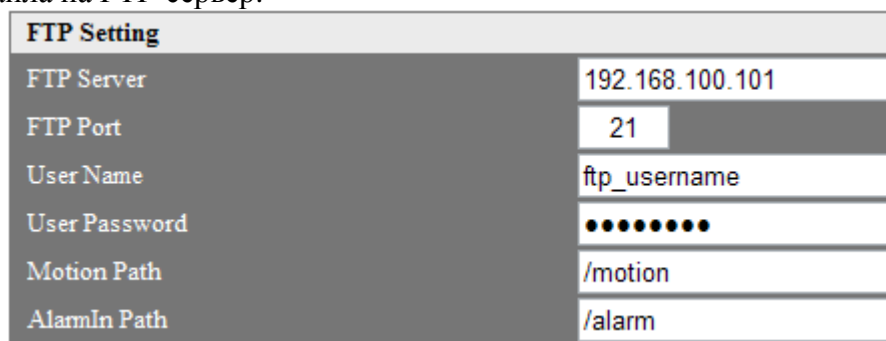 на FTP сервер.
FTP Setting
FTP Server 192.168.100.101
FTP Port 21
User Name ftp_username
User Password ●●●●●●●●
Motion Path /motion
AlarmIn Path /alarm